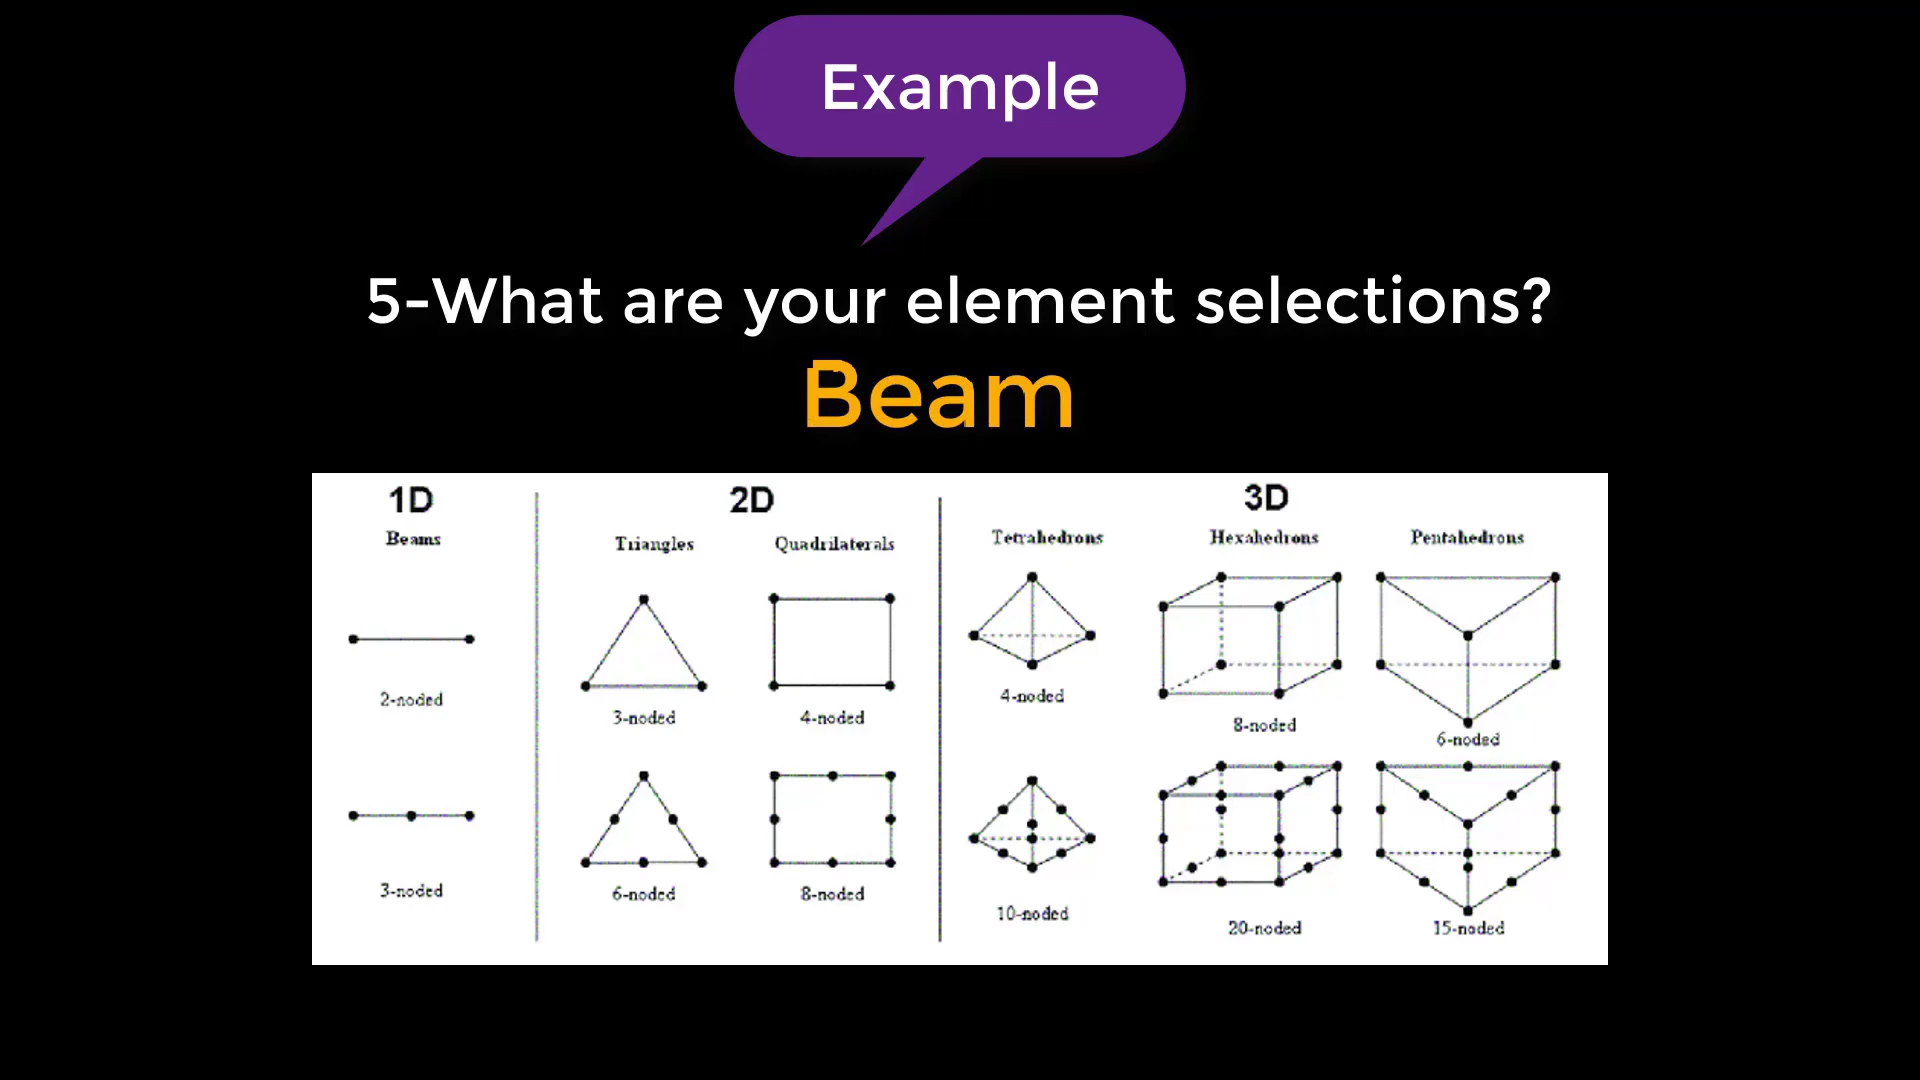 Example
5-What are your element selections?
Beam
1D
Beams
2-noded
3-noded
2D
Triangles
Quadrilaterals
3-noded
4-noded
6-noded
8-noded
3D
Tetrahedrons
Hexahedrons
Pentahedrons
4-noded
8-noded
6-noded
10-noded
20-noded
15-noded